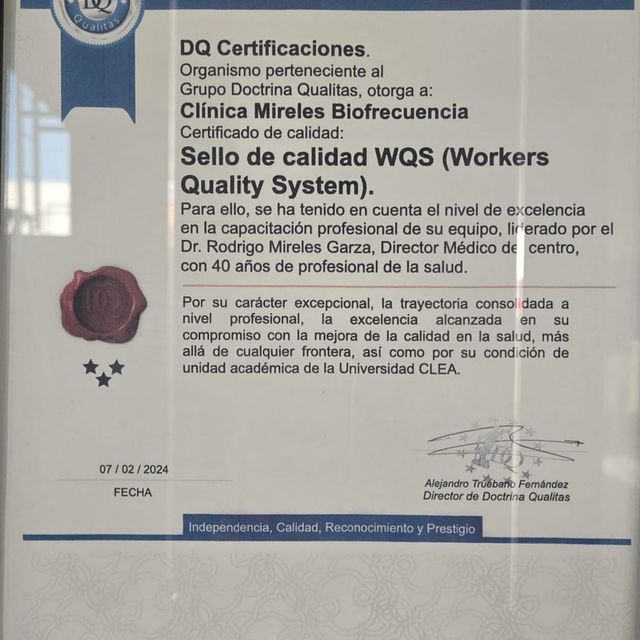 DQ
Qualitas
DQ Certificaciones.
Organismo perteneciente al
Grupo Doctrina Qualitas, otorga a:
Clínica Mireles Biofrecuencia
Certificado de calidad:
Sello de calidad WQS (Workers
Quality System).
Para ello, se ha tenido en cuenta el nivel de excelencia
en la capacitación profesional de su equipo, liderado por el
Dr. Rodrigo Mireles Garza, Director Médico del centro,
con 40 años de profesional de la salud.
Por su carácter excepcional, la trayectoria consolidada a
nivel profesional, la excelencia alcanzada en su
compromiso con la mejora de la calidad en la salud, más
allá de cualquier frontera, así como por su condición de
unidad académica de la Universidad CLEA.
07 / 02 / 2024
FECHA
Alejandro Truébano Fernández
Director de Doctrina Qualitas
Independencia, Calidad, Reconocimiento y Prestigio